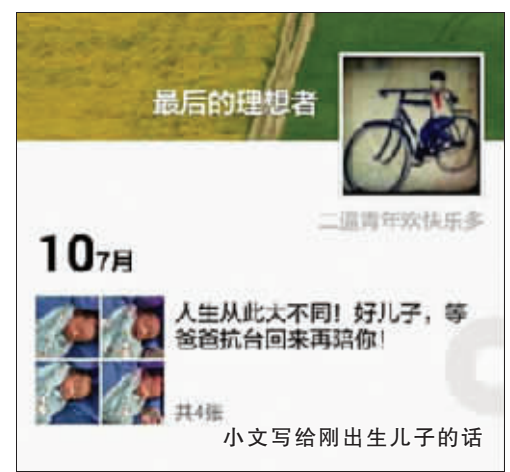 最后的理想者
二逼青年欢快乐多
10 7月
人生从此大不同！好儿子，等
爸爸抗台回来再陪你！
共4张
小文写给刚出生儿子的话